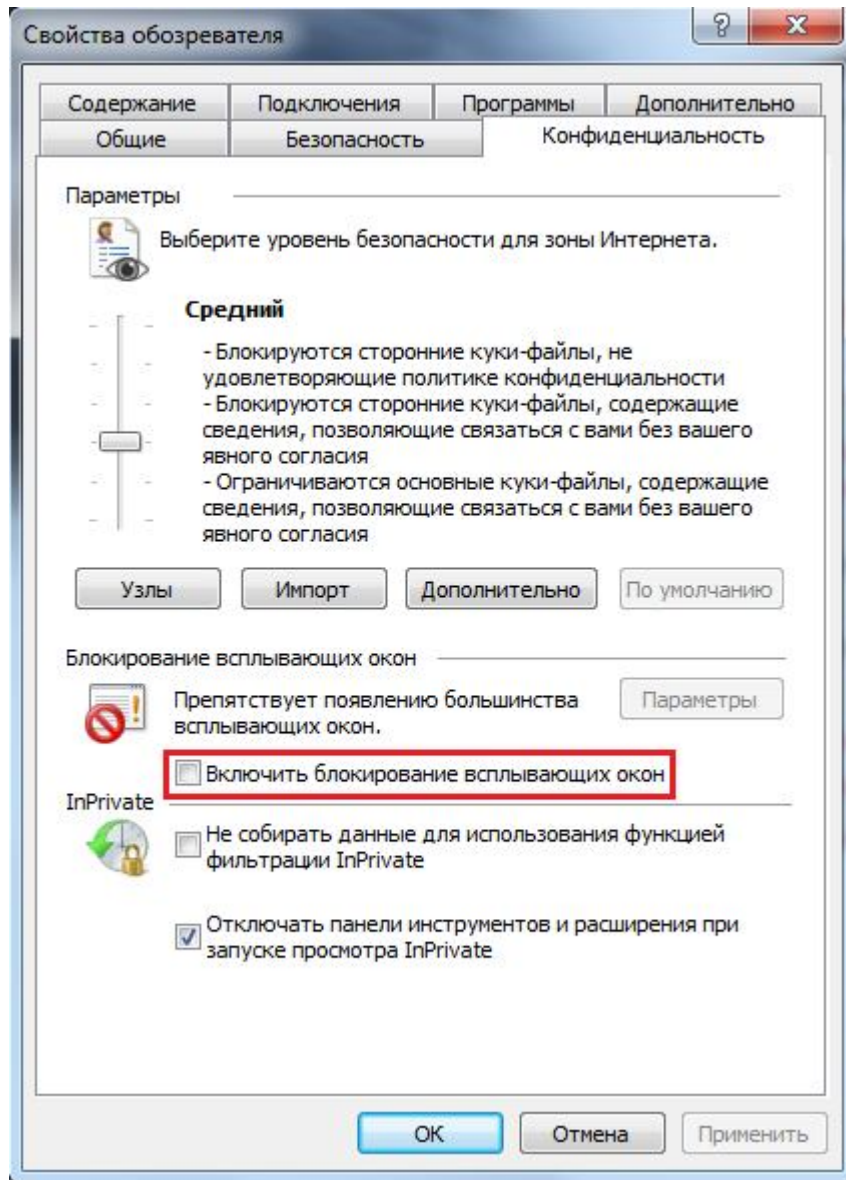 Свойства обозревателя
Содержание Подключения Программы Дополнительно
Общие Безопасность Конфиденциальность
Параметры
Выберите уровень безопасности для зоны Интернета.
Средний
- Блокируются сторонние куки-файлы, не
удовлетворяющие политике конфиденциальности
- Блокируются сторонние куки-файлы, содержащие
сведения, позволяющие связаться с вами без вашего
явного согласия
- Ограничиваются основные куки-файлы, содержащие
сведения, позволяющие связаться с вами без вашего
явного согласия
Узлы Импорт Дополнительно По умолчанию
Блокирование всплывающих окон
Препятствует появлению большинства
всплывающих окон.
Параметры
Включить блокирование всплывающих окон
InPrivate
Не собирать данные для использования функцией
фильтрации InPrivate
Отключать панели инструментов и расширения при
запуске просмотра InPrivate
ОК Отмена Применить